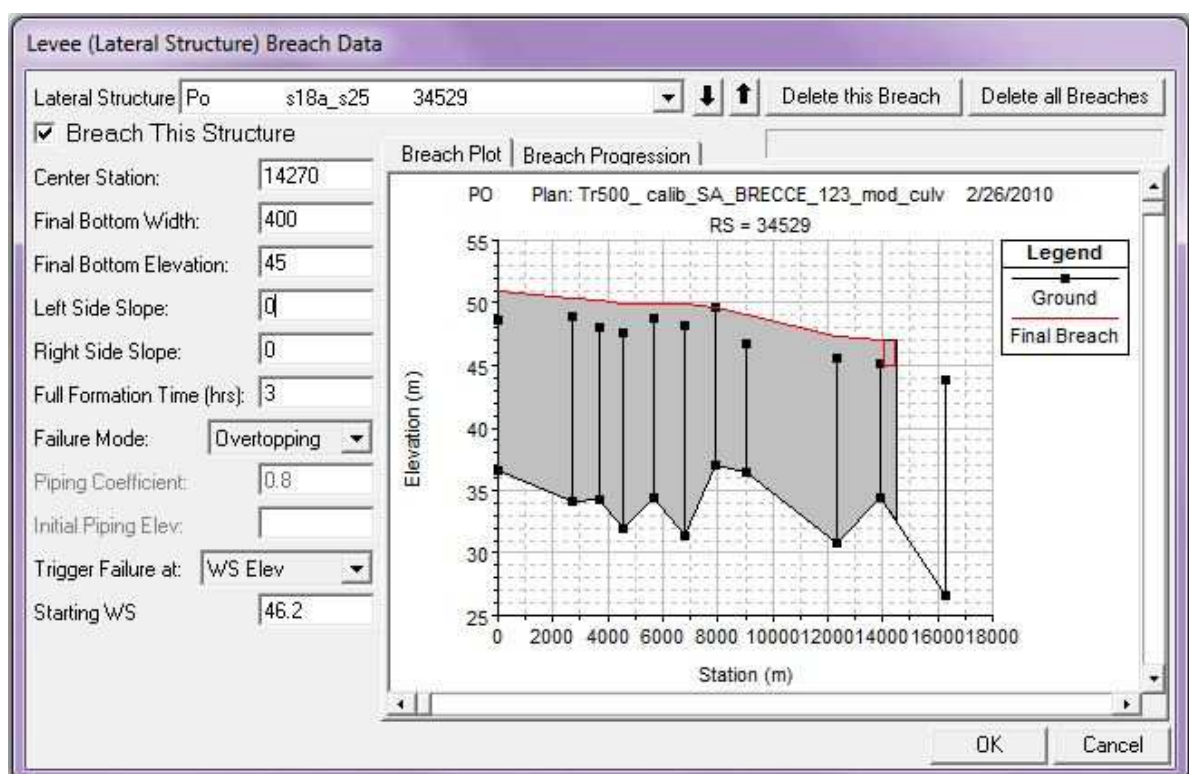 Levee (Lateral Structure) Breach Data
Lateral Structure Po s18a_s25 34529
Delete this Breach
Delete all Breaches
Breach This Structure
Center Station: 14270
Final Bottom Width: 400
Final Bottom Elevation: 45
Left Side Slope: 0
Right Side Slope: 0
Full Formation Time (hrs): 3
Failure Mode: Overtopping
Piping Coefficient: 0.8
Initial Piping Elev:
Trigger Failure at: WS Elev
Starting WS 46.2
Breach Plot
Breach Progression
PO Plan: Tr500_ calib_SA_BRECCE_123_mod_culv 2/26/2010
RS = 34529
Elevation (m)
55
50
45
40
35
30
25
0 2000 4000 6000 8000 10000 12000 14000 16000 18000
Station (m)
Legend
Ground
Final Breach
OK
Cancel